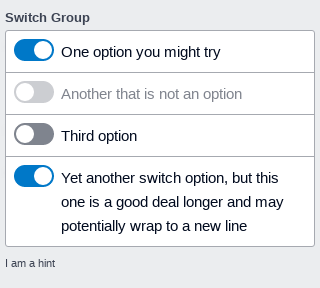 Switch Group
One option you might try
Another that is not an option
Third option
Yet another switch option, but this
one is a good deal longer and may
potentially wrap to a new line
I am a hint